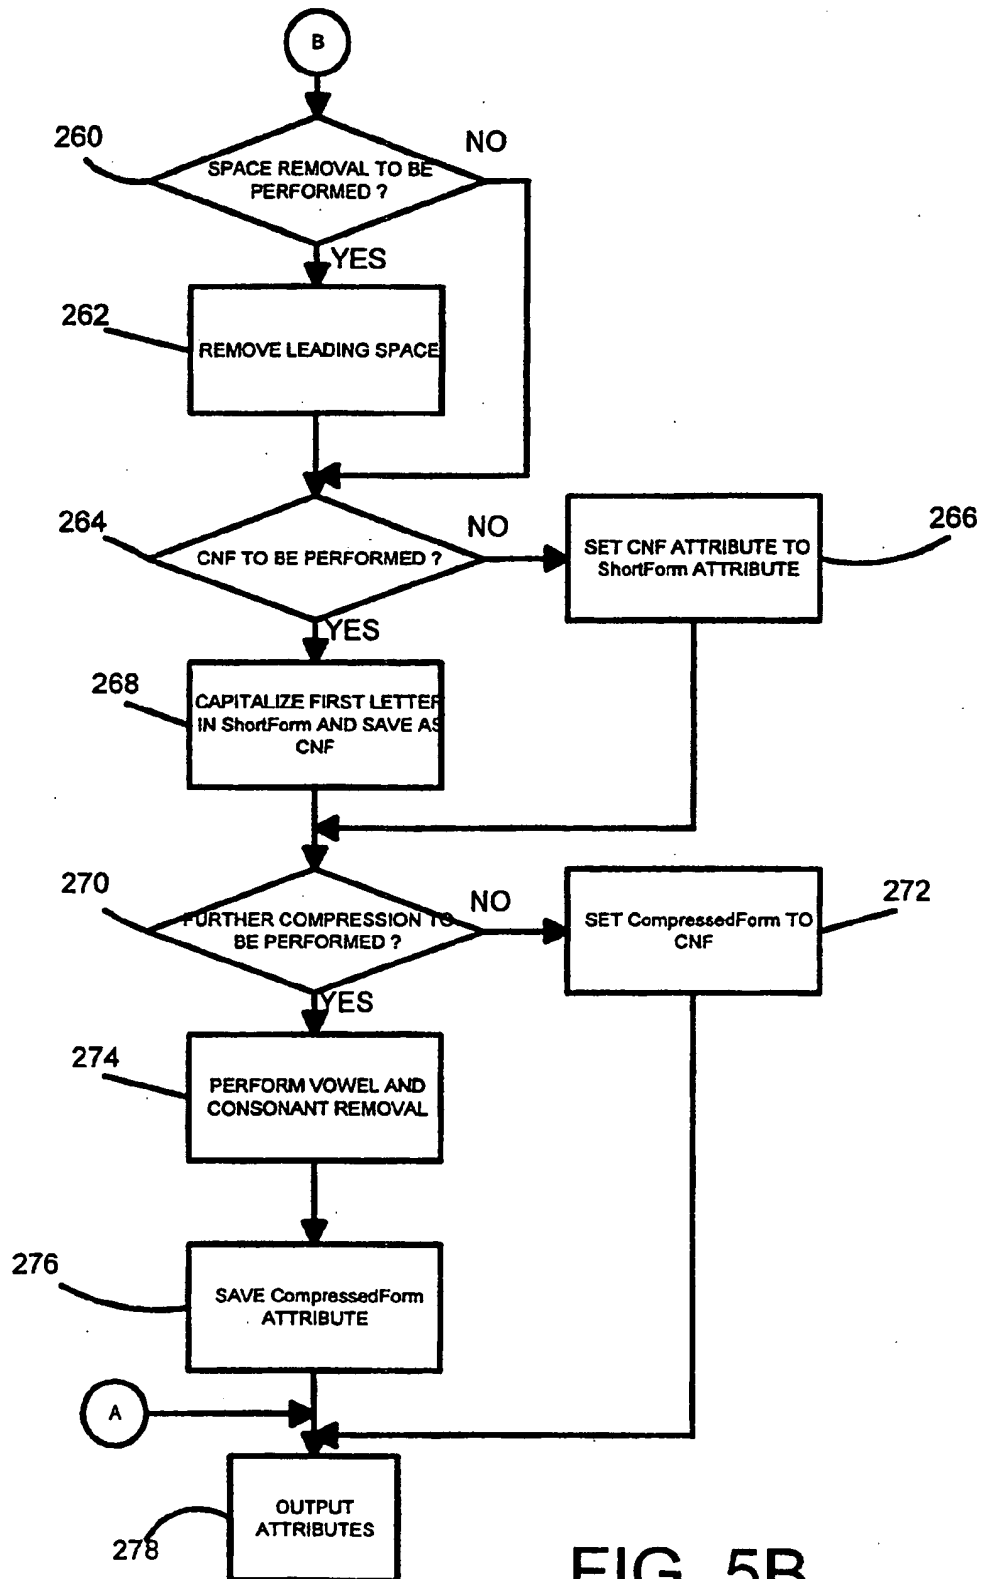 B
260
NO
SPACE REMOVAL TO BE
PERFORMED ?
YES
262
REMOVE LEADING SPACE
264
NO
CNF TO BE PERFORMED ?
SET CNF ATTRIBUTE TO
ShortForm ATTRIBUTE
266
YES
268
CAPITALIZE FIRST LETTER
IN ShortForm AND SAVE AS
CNF
270
NO
FURTHER COMPRESSION TO
BE PERFORMED ?
SET CompressedForm TO
CNF
272
YES
274
PERFORM VOWEL AND
CONSONANT REMOVAL
276
SAVE CompressedForm
ATTRIBUTE
A
OUTPUT
ATTRIBUTES
278
FIG. 5B